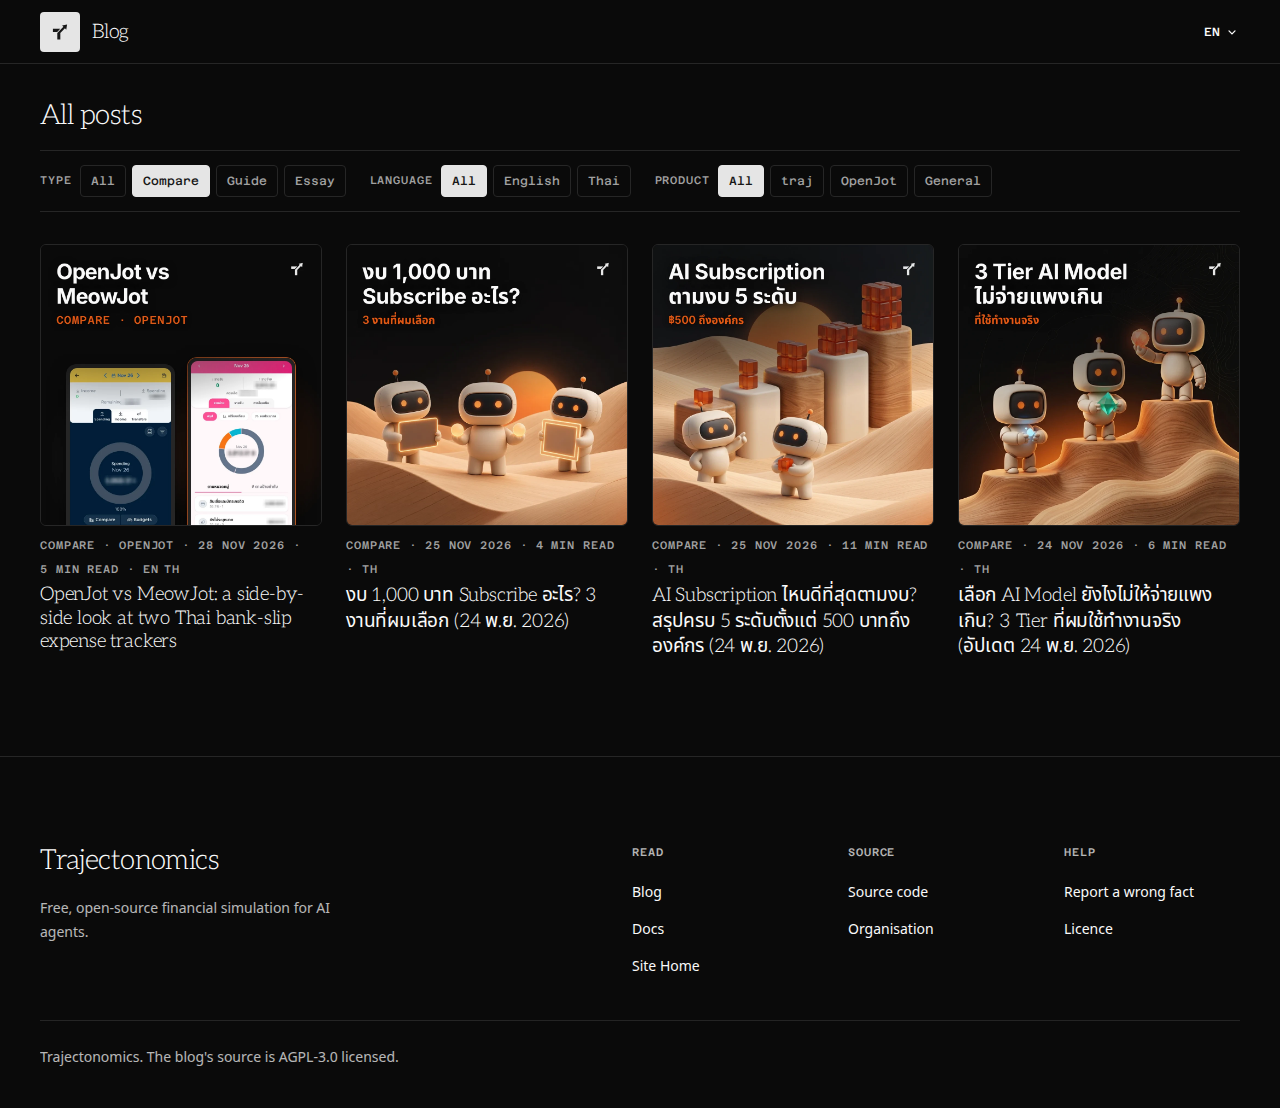 Blog
EN
All posts
TYPE All Compare Guide Essay LANGUAGE All English Thai PRODUCT All traj OpenJot General
OpenJot vs
MeowJot
COMPARE · OPENJOT
Nov 26
Nov 26
Spending
Nov 26
100%
Compare
Budgets
COMPARE · OPENJOT · 28 NOV 2026 ·
5 MIN READ · EN TH
OpenJot vs MeowJot: a side-by-
side look at two Thai bank-slip
expense trackers
งบ 1,000 บาท
Subscribe อะไร?
3 งานที่ผมเลือก
COMPARE · 25 NOV 2026 · 4 MIN READ
· TH
งบ 1,000 บาท Subscribe อะไร? 3
งานที่ผมเลือก (24 พ.ย. 2026)
AI Subscription
ตามงบ 5 ระดับ
฿500 ถึงองค์กร
COMPARE · 25 NOV 2026 · 11 MIN READ
· TH
AI Subscription ไหนดีที่สุดตามงบ?
สรุปครบ 5 ระดับตั้งแต่ 500 บาทถึง
องค์กร (24 พ.ย. 2026)
3 Tier AI Model
ไม่จ่ายแพงเกิน
ที่ใช้ทำงานจริง
COMPARE · 24 NOV 2026 · 6 MIN READ
· TH
เลือก AI Model ยังไงไม่ให้จ่ายแพง
เกิน? 3 Tier ที่ผมใช้ทำงานจริง
(อัปเดต 24 พ.ย. 2026)
Trajectonomics
Free, open-source financial simulation for AI
agents.
READ
Blog
Docs
Site Home
SOURCE
Source code
Organisation
HELP
Report a wrong fact
Licence
Trajectonomics. The blog's source is AGPL-3.0 licensed.